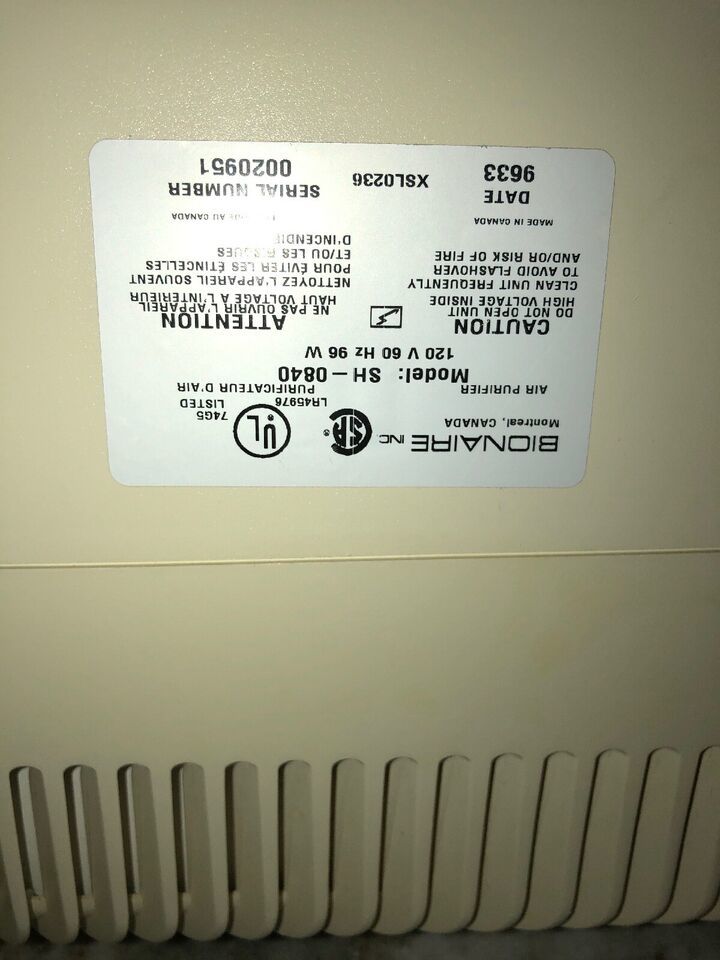 BIONAIRE INC
Montreal, CANADA
SA ®
LR45976
UL ®
74G5
LISTED
AIR PURIFIER
PURIFICATEUR D'AIR
Model: SH-0840
120 V 60 Hz 96 W
CAUTION
DO NOT OPEN UNIT
HIGH VOLTAGE INSIDE
CLEAN UNIT FREQUENTLY
TO AVOID FLASHOVER
AND/OR RISK OF FIRE
MADE IN CANADA
ATTENTION
NE PAS OUVRIR L'APPAREIL
HAUT VOLTAGE A L'INTERIEUR
NETTOYEZ L'APPAREIL SOUVENT
POUR ÉVITER LES ÉTINCELLES
ET/OU LES RISQUES
D'INCENDIE
AU CANADA
DATE
9633
XSL0236
SERIAL NUMBER
0020951